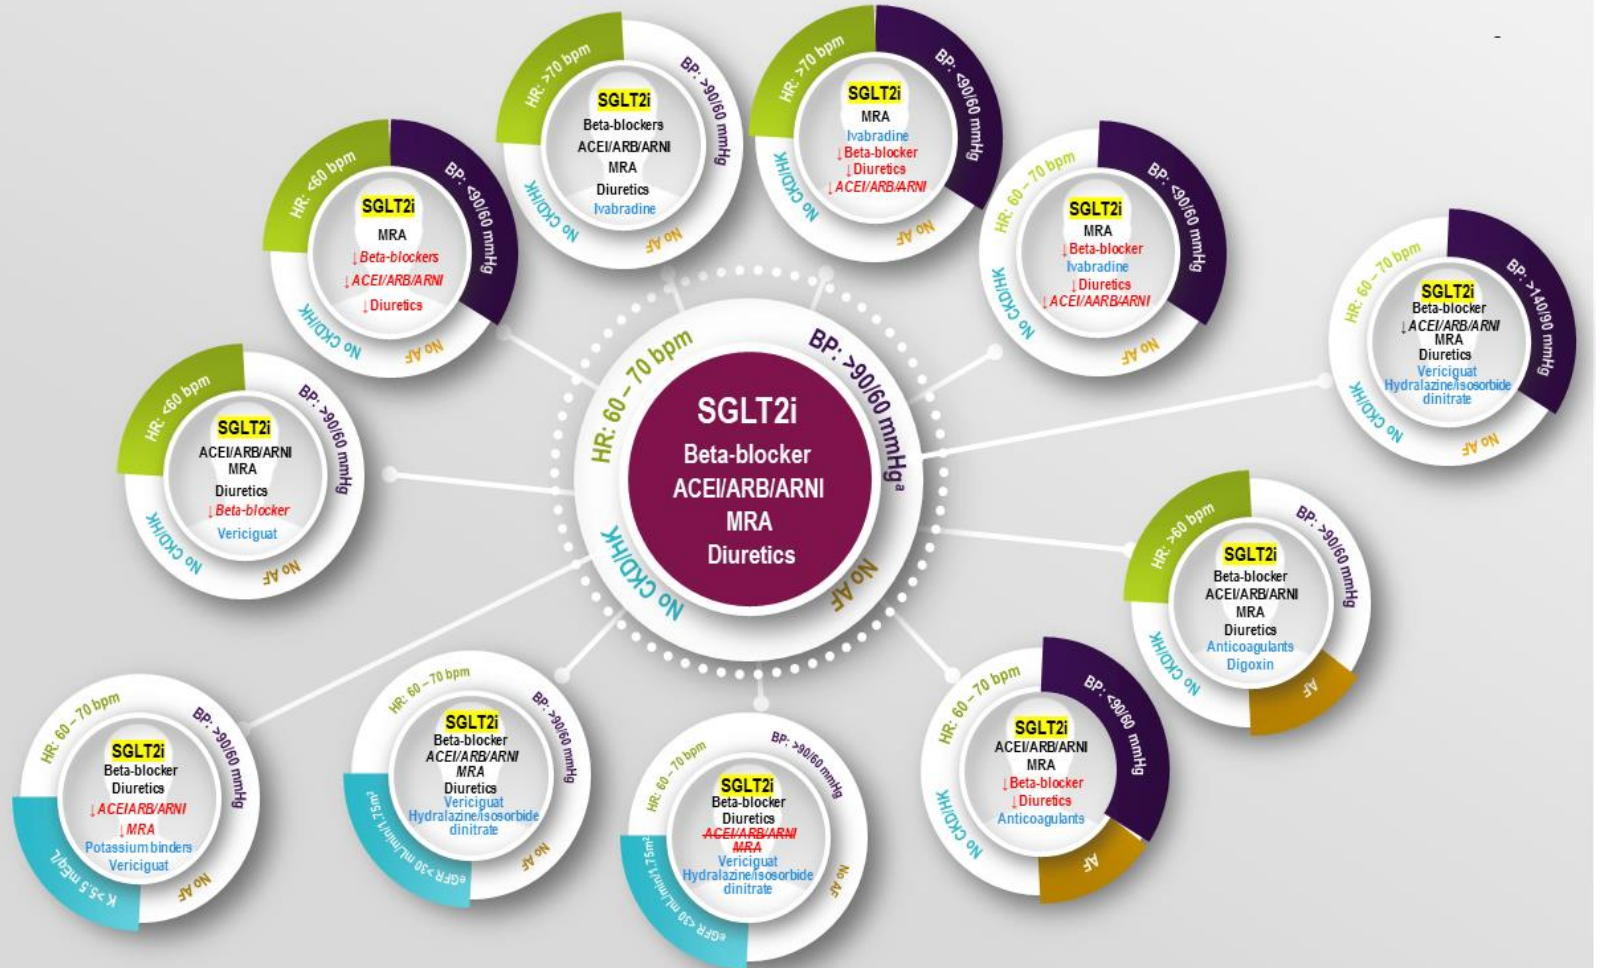 SGLT2i
Beta-blocker
ACEI/ARB/ARNI
MRA
Diuretics
HR: 60 – 70 bpm
BP: >90/60 mmHgᵃ
No AF
No CKD/HK
HR: >70 bpm
BP: >90/60 mmHg
No AF
No CKD/HK
SGLT2i
Beta-blockers
ACEI/ARB/ARNI
MRA
Diuretics
Ivabradine
HR: >70 bpm
BP: <90/60 mmHg
No AF
No CKD/HK
SGLT2i
MRA
Ivabradine
↓Beta-blocker
↓Diuretics
↓ACEI/ARB/ARNI
HR: 60 – 70 bpm
BP: <90/60 mmHg
No AF
No CKD/HK
SGLT2i
MRA
↓Beta-blocker
Ivabradine
↓Diuretics
↓ACEI/AARB/ARNI
HR: 60 – 70 bpm
BP: >140/90 mmHg
No AF
No CKD/HK
SGLT2i
Beta-blocker
↓ACEI/ARB/ARNI
MRA
Diuretics
Vericiguat
Hydralazine/isosorbide
dinitrate
HR: >60 bpm
BP: >90/60 mmHg
AF
No CKD/HK
SGLT2i
Beta-blocker
ACEI/ARB/ARNI
MRA
Diuretics
Anticoagulants
Digoxin
HR: 60 – 70 bpm
BP: <90/60 mmHg
AF
No CKD/HK
SGLT2i
ACEI/ARB/ARNI
MRA
↓Beta-blocker
↓Diuretics
Anticoagulants
HR: 60 – 70 bpm
BP: >90/60 mmHg
No AF
eGFR <30 mL/min/1.75m²
SGLT2i
Beta-blocker
Diuretics
ACEI/ARB/ARNI
MRA
Vericiguat
Hydralazine/isosorbide
dinitrate
HR: 60 – 70 bpm
BP: >90/60 mmHg
No AF
eGFR >30 mL/min/1.75m²
SGLT2i
Beta-blocker
ACEI/ARB/ARNI
MRA
Diuretics
Vericiguat
Hydralazine/isosorbide
dinitrate
HR: 60 – 70 bpm
BP: >90/60 mmHg
No AF
K >5.5 mEq/L
SGLT2i
Beta-blocker
Diuretics
↓ACEI/ARB/ARNI
↓MRA
Potassium binders
Vericiguat
HR: <60 bpm
BP: >90/60 mmHg
No AF
No CKD/HK
SGLT2i
ACEI/ARB/ARNI
MRA
Diuretics
↓Beta-blocker
Vericiguat
HR: <60 bpm
BP: <90/60 mmHg
No AF
No CKD/HK
SGLT2i
MRA
↓Beta-blockers
↓ACEI/ARB/ARNI
↓Diuretics